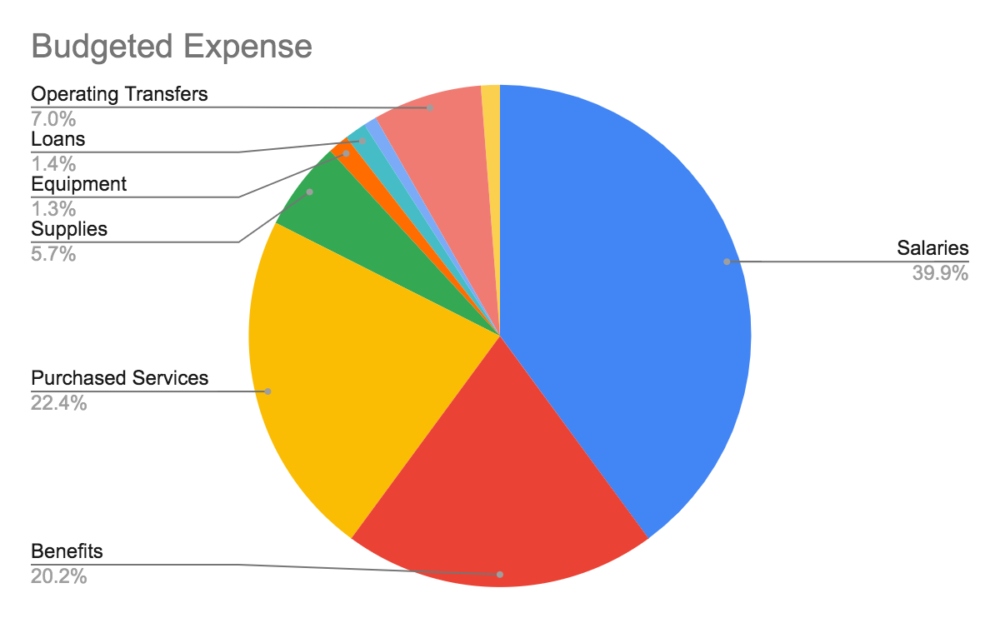 Budgeted Expense
Operating Transfers
7.0%
Loans
1.4%
Equipment
1.3%
Supplies
5.7%
Salaries
39.9%
Purchased Services
22.4%
Benefits
20.2%